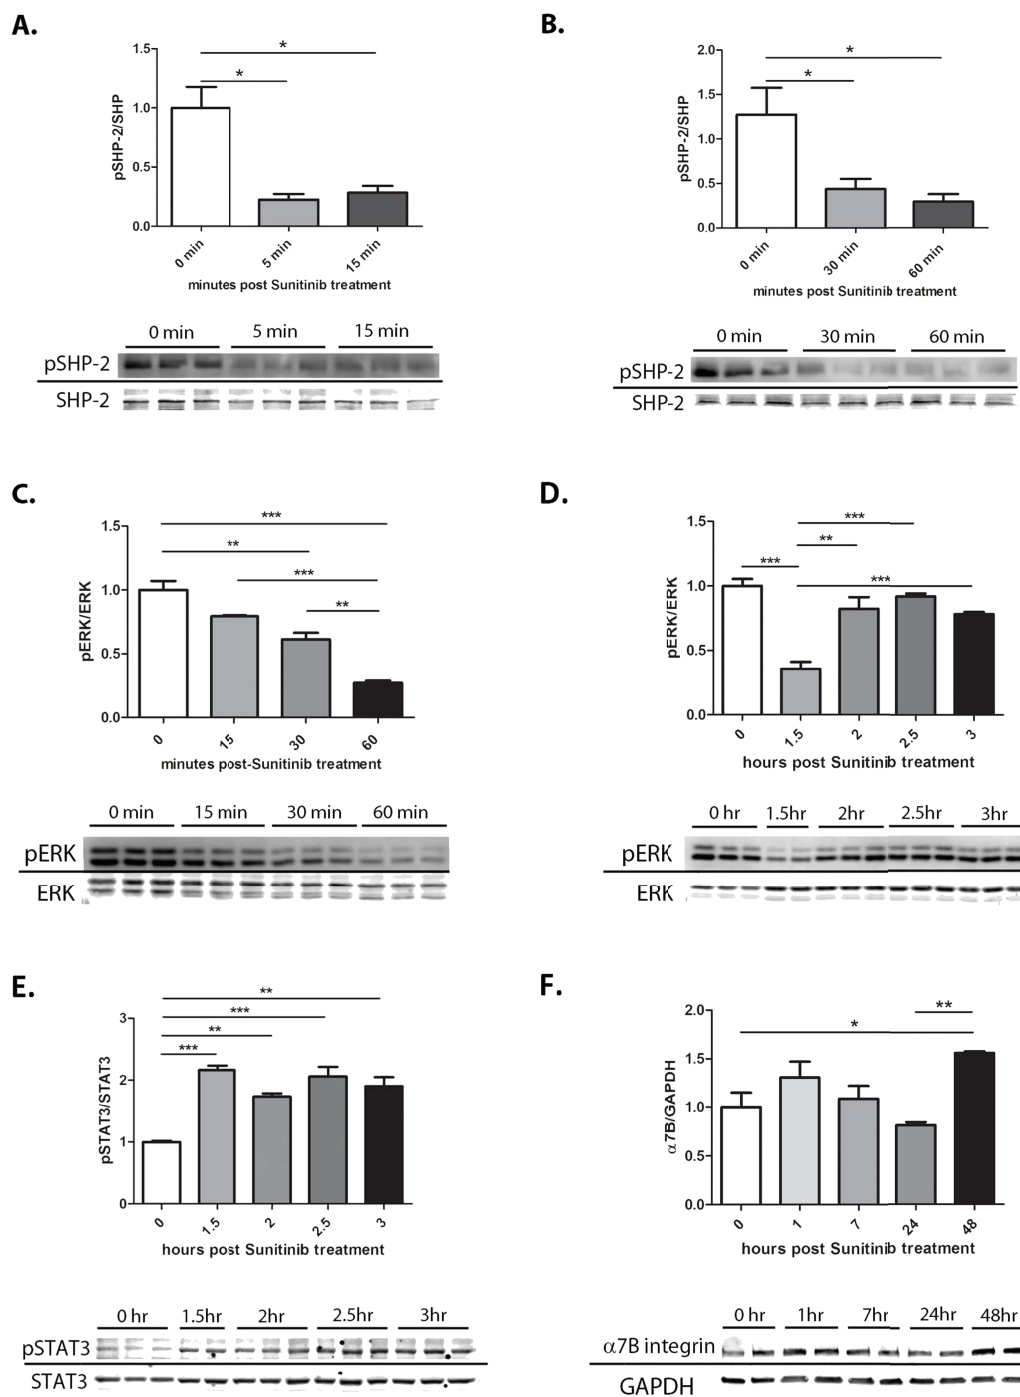 A.
*
*
1.5
1.0
0.5
0.0
pSHP-2/SHP
0 min
5 min
15 min
minutes post Sunitinib treatment
0 min 5 min 15 min
pSHP-2
SHP-2
B.
*
*
2.0
1.5
1.0
0.5
0.0
pSHP-2/SHP
0 min
30 min
60 min
minutes post Sunitinib treatment
0 min 30 min 60 min
pSHP-2
SHP-2
C.
***
**
***
**
1.5
1.0
0.5
0.0
pERK/ERK
0
15
30
60
minutes post-Sunitinib treatment
0 min 15 min 30 min 60 min
pERK
ERK
D.
***
**
***
***
1.5
1.0
0.5
0.0
pERK/ERK
0
1.5
2
2.5
3
hours post Sunitinib treatment
0 hr 1.5hr 2hr 2.5hr 3hr
pERK
ERK
E.
**
***
**
***
3
2
1
0
pSTAT3/STAT3
0
1.5
2
2.5
3
hours post Sunitinib treatment
0 hr 1.5hr 2hr 2.5hr 3hr
pSTAT3
STAT3
F.
**
*
2.0
1.5
1.0
0.5
0.0
α7B/GAPDH
0
1
7
24
48
hours post Sunitinib treatment
0 hr 1hr 7hr 24hr 48hr
α7B integrin
GAPDH